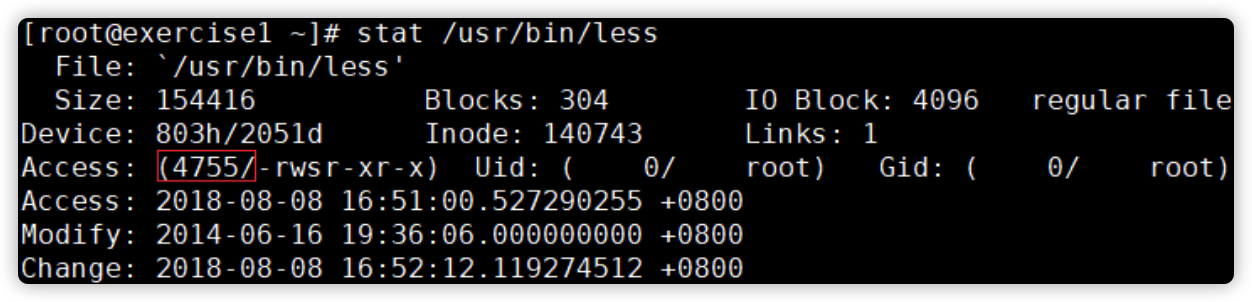 [root@exercise1 ~]# stat /usr/bin/less
  File: `/usr/bin/less'
  Size: 154416          Blocks: 304        IO Block: 4096   regular file
Device: 803h/2051d      Inode: 140743      Links: 1
Access: (4755/-rwsr-xr-x)  Uid: (    0/    root)   Gid: (    0/    root)
Access: 2018-08-08 16:51:00.527290255 +0800
Modify: 2014-06-16 19:36:06.000000000 +0800
Change: 2018-08-08 16:52:12.119274512 +0800